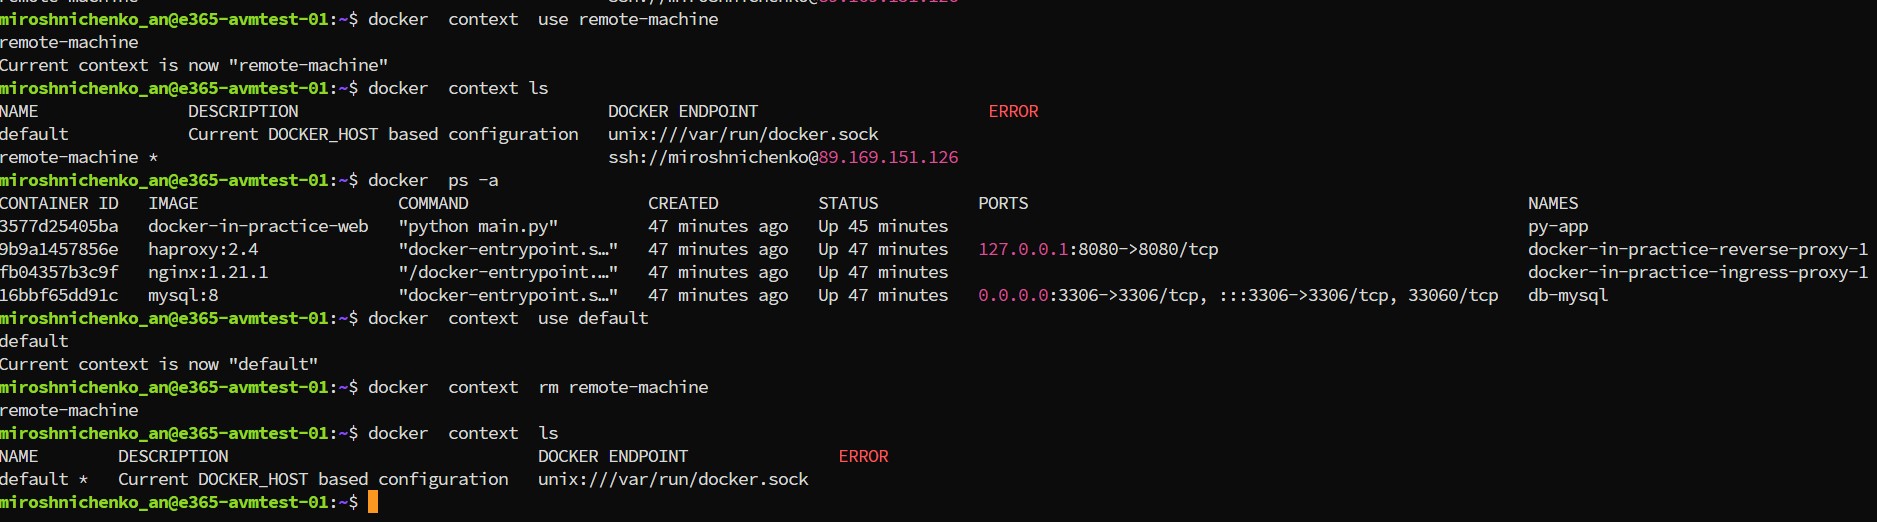 miroshnichenko_an@e365-avmtest-01:~$ docker  context  use remote-machine
remote-machine
Current context is now "remote-machine"
miroshnichenko_an@e365-avmtest-01:~$ docker  context ls
NAME               DESCRIPTION                               DOCKER ENDPOINT                       ERROR
default            Current DOCKER_HOST based configuration   unix:///var/run/docker.sock
remote-machine *                                             ssh://miroshnichenko@89.169.151.126
miroshnichenko_an@e365-avmtest-01:~$ docker  ps -a
CONTAINER ID   IMAGE                    COMMAND                  CREATED          STATUS          PORTS                                                  NAMES
3577d25405ba   docker-in-practice-web   "python main.py"         47 minutes ago   Up 45 minutes                                                          py-app
9b9a1457856e   haproxy:2.4              "docker-entrypoint.s…"   47 minutes ago   Up 47 minutes   127.0.0.1:8080->8080/tcp                               docker-in-practice-reverse-proxy-1
fb04357b3c9f   nginx:1.21.1             "/docker-entrypoint.…"   47 minutes ago   Up 47 minutes                                                          docker-in-practice-ingress-proxy-1
16bbf65dd91c   mysql:8                  "docker-entrypoint.s…"   47 minutes ago   Up 47 minutes   0.0.0.0:3306->3306/tcp, :::3306->3306/tcp, 33060/tcp   db-mysql
miroshnichenko_an@e365-avmtest-01:~$ docker  context  use default
default
Current context is now "default"
miroshnichenko_an@e365-avmtest-01:~$ docker  context  rm remote-machine
remote-machine
miroshnichenko_an@e365-avmtest-01:~$ docker  context  ls
NAME        DESCRIPTION                               DOCKER ENDPOINT               ERROR
default *   Current DOCKER_HOST based configuration   unix:///var/run/docker.sock
miroshnichenko_an@e365-avmtest-01:~$